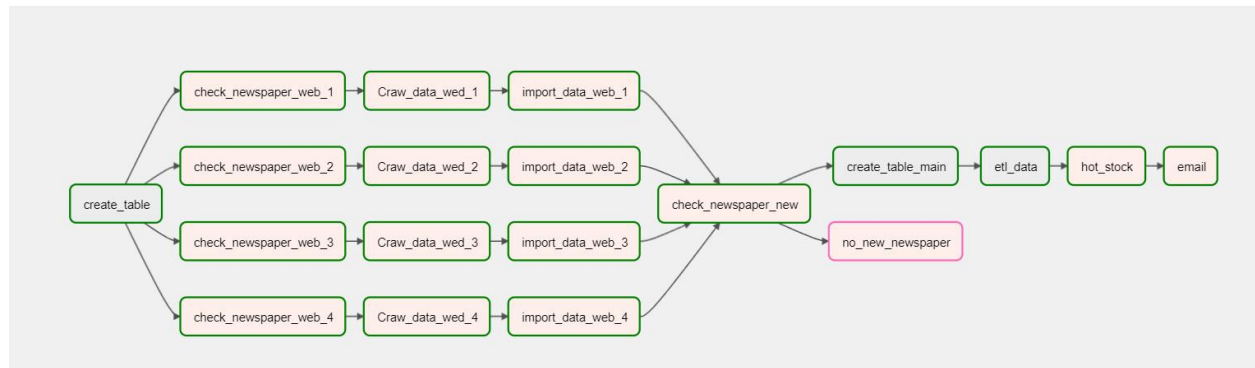 check_newspaper_web_1
Craw_data_wed_1
import_data_web_1
check_newspaper_web_2
Craw_data_wed_2
import_data_web_2
create_table_main
etl_data
hot_stock
email
create_table
check_newspaper_new
check_newspaper_web_3
Craw_data_wed_3
import_data_web_3
no_new_newspaper
check_newspaper_web_4
Craw_data_wed_4
import_data_web_4